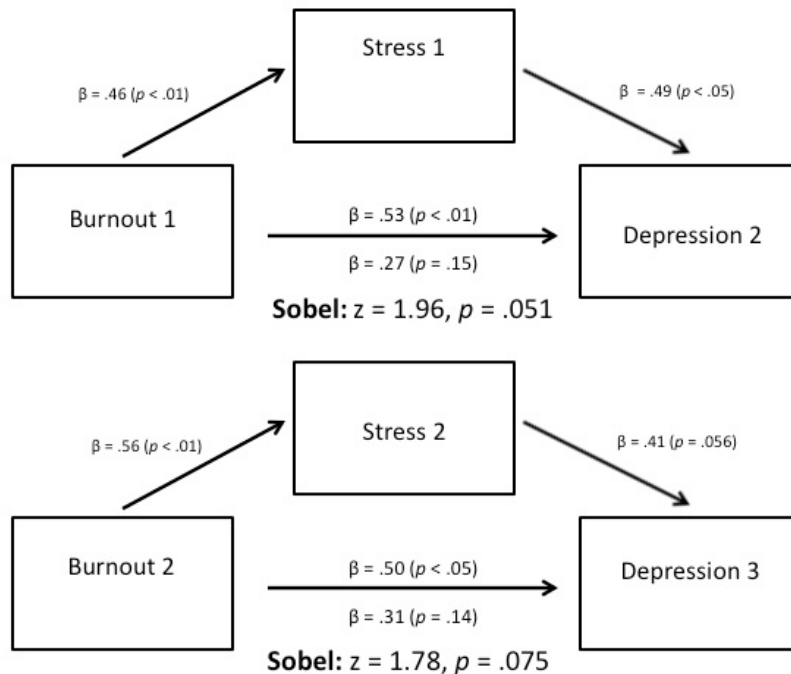 Stress 1
β = .46 (p < .01)
β = .49 (p < .05)
Burnout 1
β = .53 (p < .01)
Depression 2
β = .27 (p = .15)
Sobel: z = 1.96, p = .051
Stress 2
β = .56 (p < .01)
β = .41 (p = .056)
Burnout 2
β = .50 (p < .05)
Depression 3
β = .31 (p = .14)
Sobel: z = 1.78, p = .075